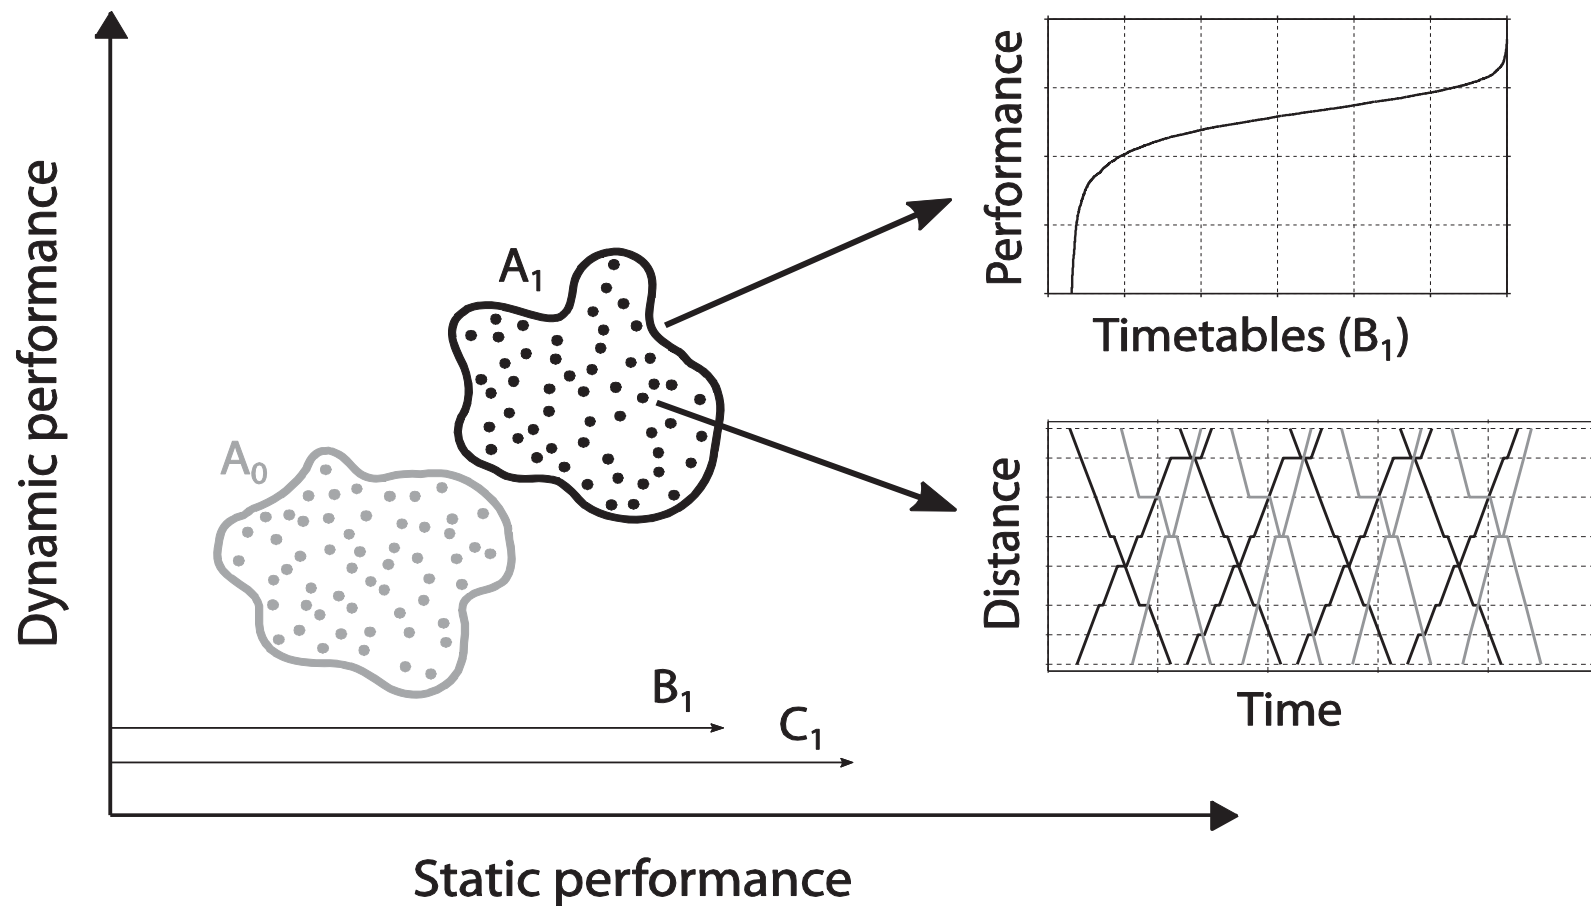 Dynamic performance
A₁
A₀
B₁
C₁
Static performance
Performance
Timetables (B₁)
Distance
Time